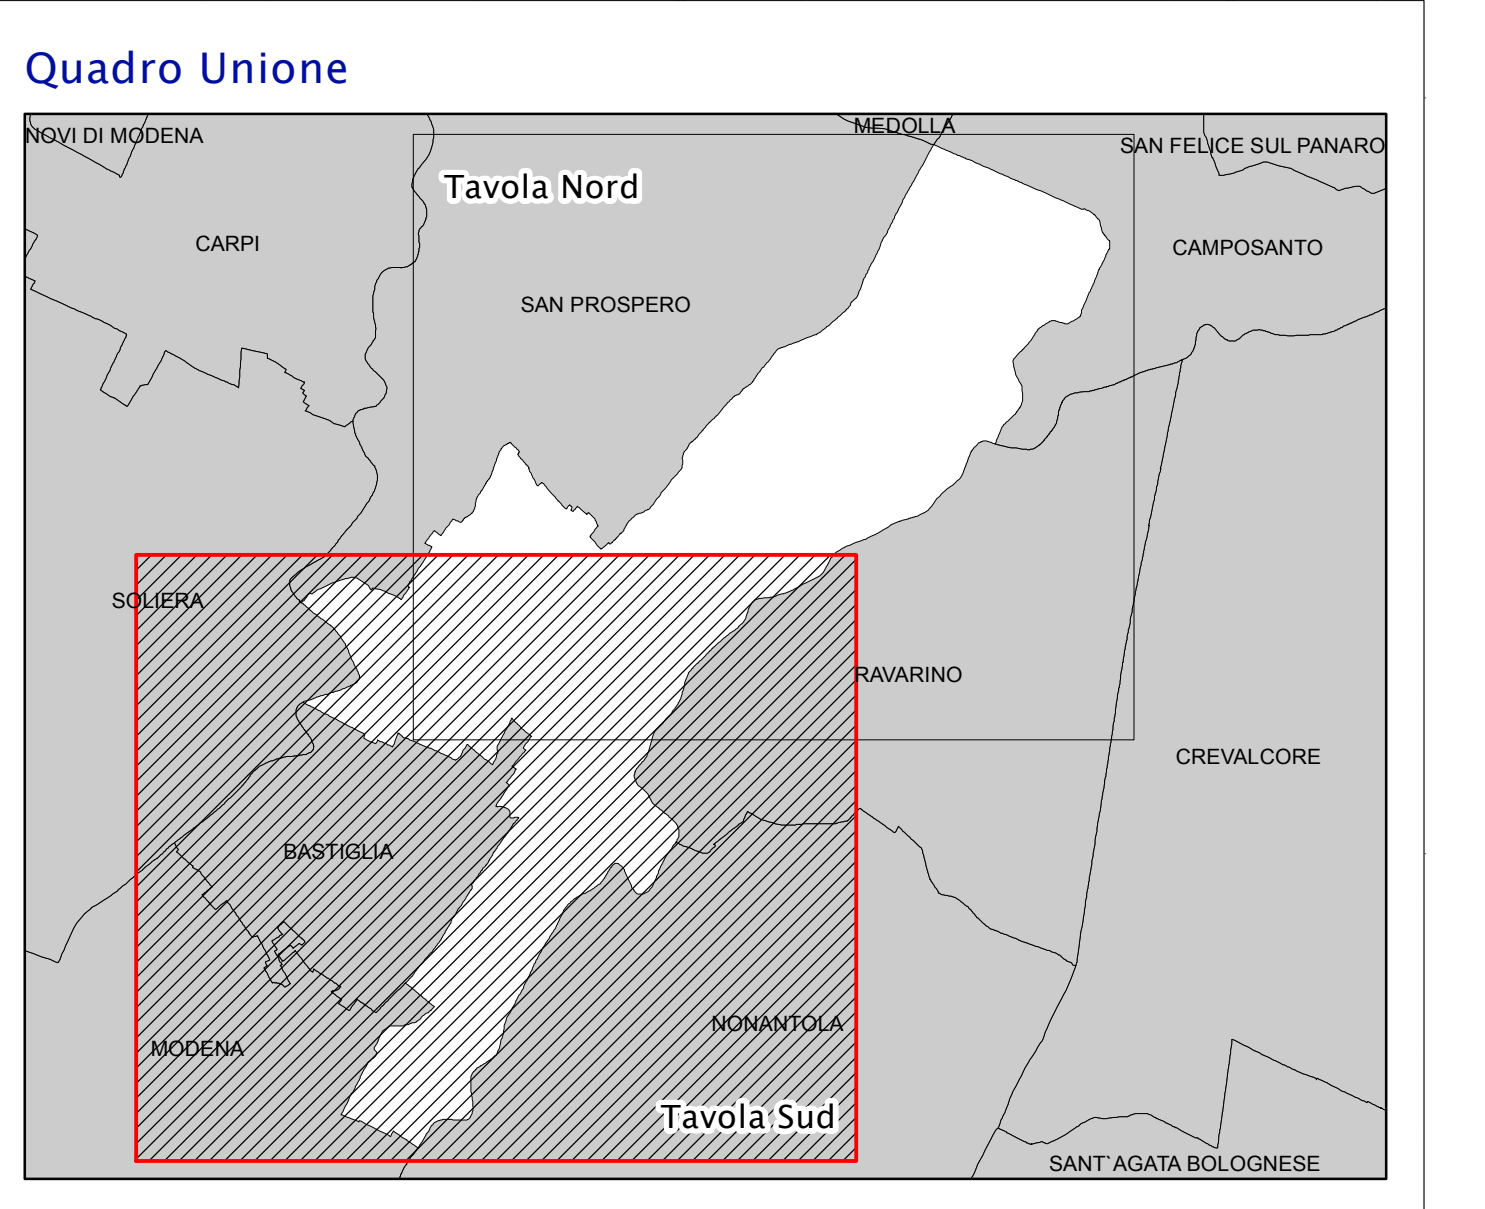 Quadro Unione
MEDOLLA
NOVI DI MODENA
SAN FELICE SUL PANARO
Tavola Nord
CARPI
CAMPOSANTO
SAN PROSPERO
SOLIERA
RAVARINO
CREVALCORE
BASTIGLIA
NONANTOLA
MODENA
Tavola Sud
SANT`AGATA BOLOGNESE